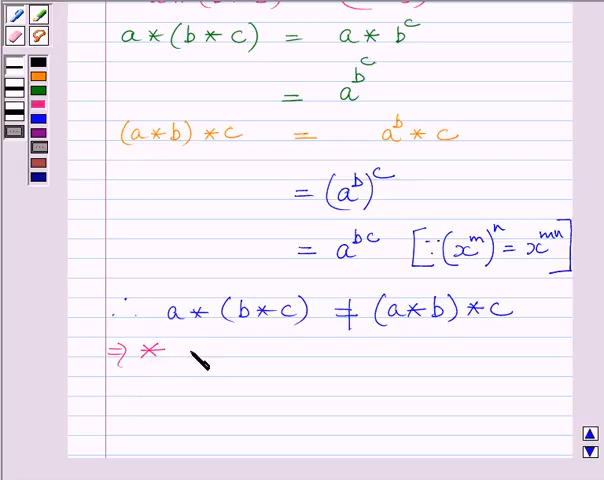 a * (b * c) = a * b^c
= a^b^c
(a * b) * c = a^b * c
= (a^b)^c
= a^bc [∵ (x^m)^n = x^mn]
∴ a * (b * c) ≠ (a * b) * c
⇒ *